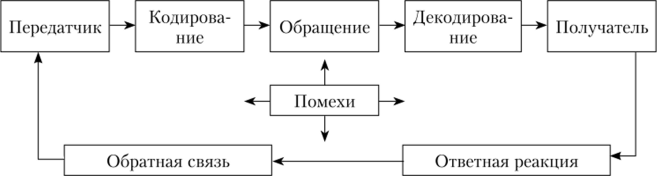 Передатчик
Кодирова-
ние
Обращение
Декодирова-
ние
Получатель
Помехи
Обратная связь
Ответная реакция